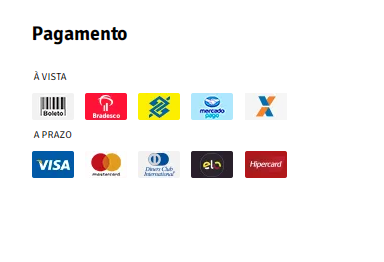 Pagamento
À VISTA
Boleto
Bradesco
mercado
pago
A PRAZO
VISA
mastercard
Diners Club
International
elo
Hipercard